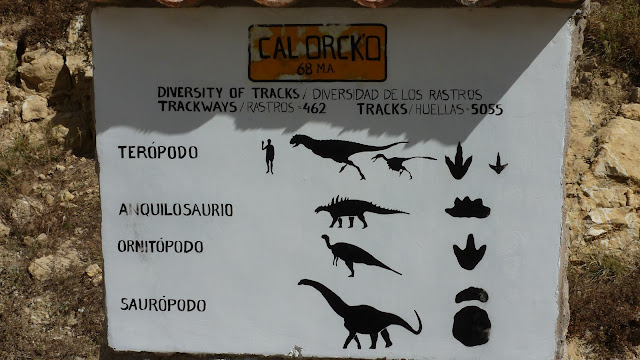 CAL ORCKO
68 M.A.
DIVERSITY OF TRACKS / DIVERSIDAD DE LOS RASTROS
TRACKWAYS / RASTROS = 462 TRACKS / HUELLAS = 5055
TERÓPODO
ANQUILOSAURIO
ORNITÓPODO
SAURÓPODO